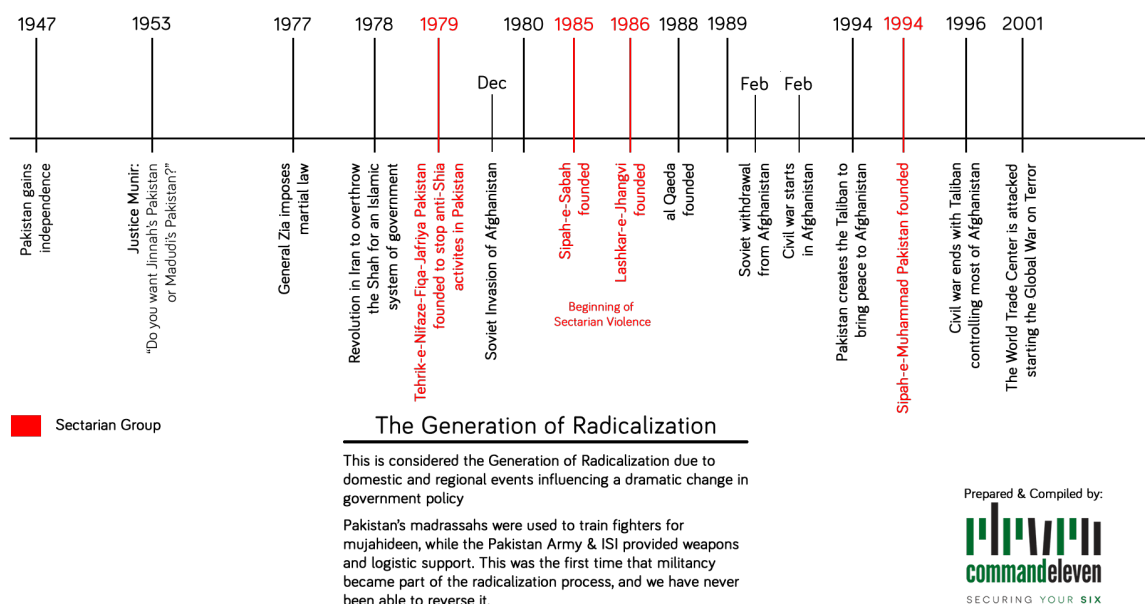 1947
1953
1977
1978
1979
1980
1985
1986
1988
1989
1994
1994
1996
2001
Dec
Feb
Feb
Pakistan gains
independence
Justice Munir:
"Do you want Jinnah's Pakistan
or Madudi's Pakistan?"
General Zia imposes
martial law
Revolution in Iran to overthrow
the Shah for an Islamic
system of government
Tehrik-e-Nifaze-Fiqa-Jafriya Pakistan
founded to stop anti-Shia
activites in Pakistan
Soviet Invasion of Afghanistan
Sipah-e-Sabah
founded
Lashkar-e-Jhangvi
founded
al Qaeda
founded
Soviet withdrawal
from Afghanistan
Civil war starts
in Afghanistan
Pakistan creates the Taliban to
bring peace to Afghanistan
Sipah-e-Muhammad Pakistan founded
Civil war ends with Taliban
controlling most of Afghanistan
The World Trade Center is attacked
starting the Global War on Terror
Beginning of
Sectarian Violence
Sectarian Group
The Generation of Radicalization
This is considered the Generation of Radicalization due to
domestic and regional events influencing a dramatic change in
government policy
Pakistan's madrassahs were used to train fighters for
mujahideen, while the Pakistan Army & ISI provided weapons
and logistic support. This was the first time that militancy
became part of the radicalization process, and we have never
been able to reverse it.
Prepared & Compiled by:
commandeleven
SECURING YOUR SIX